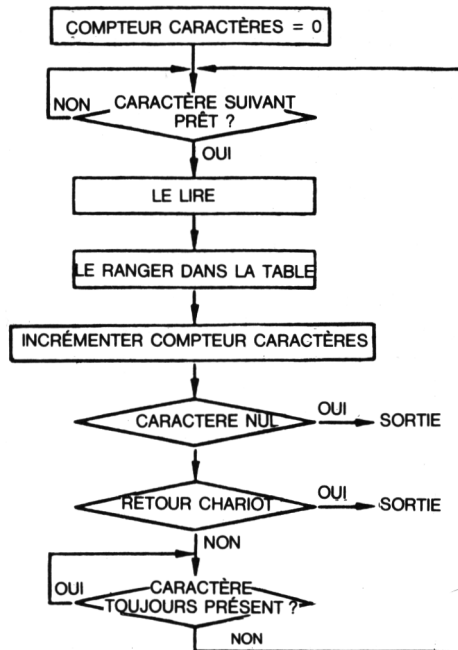 COMPTEUR CARACTÈRES = 0
NON
CARACTÈRE SUIVANT
PRÊT ?
OUI
LE LIRE
LE RANGER DANS LA TABLE
INCRÉMENTER COMPTEUR CARACTÈRES
CARACTERE NUL
OUI
SORTIE
RETOUR CHARIOT
OUI
SORTIE
NON
OUI
CARACTÈRE
TOUJOURS PRÉSENT ?
NON